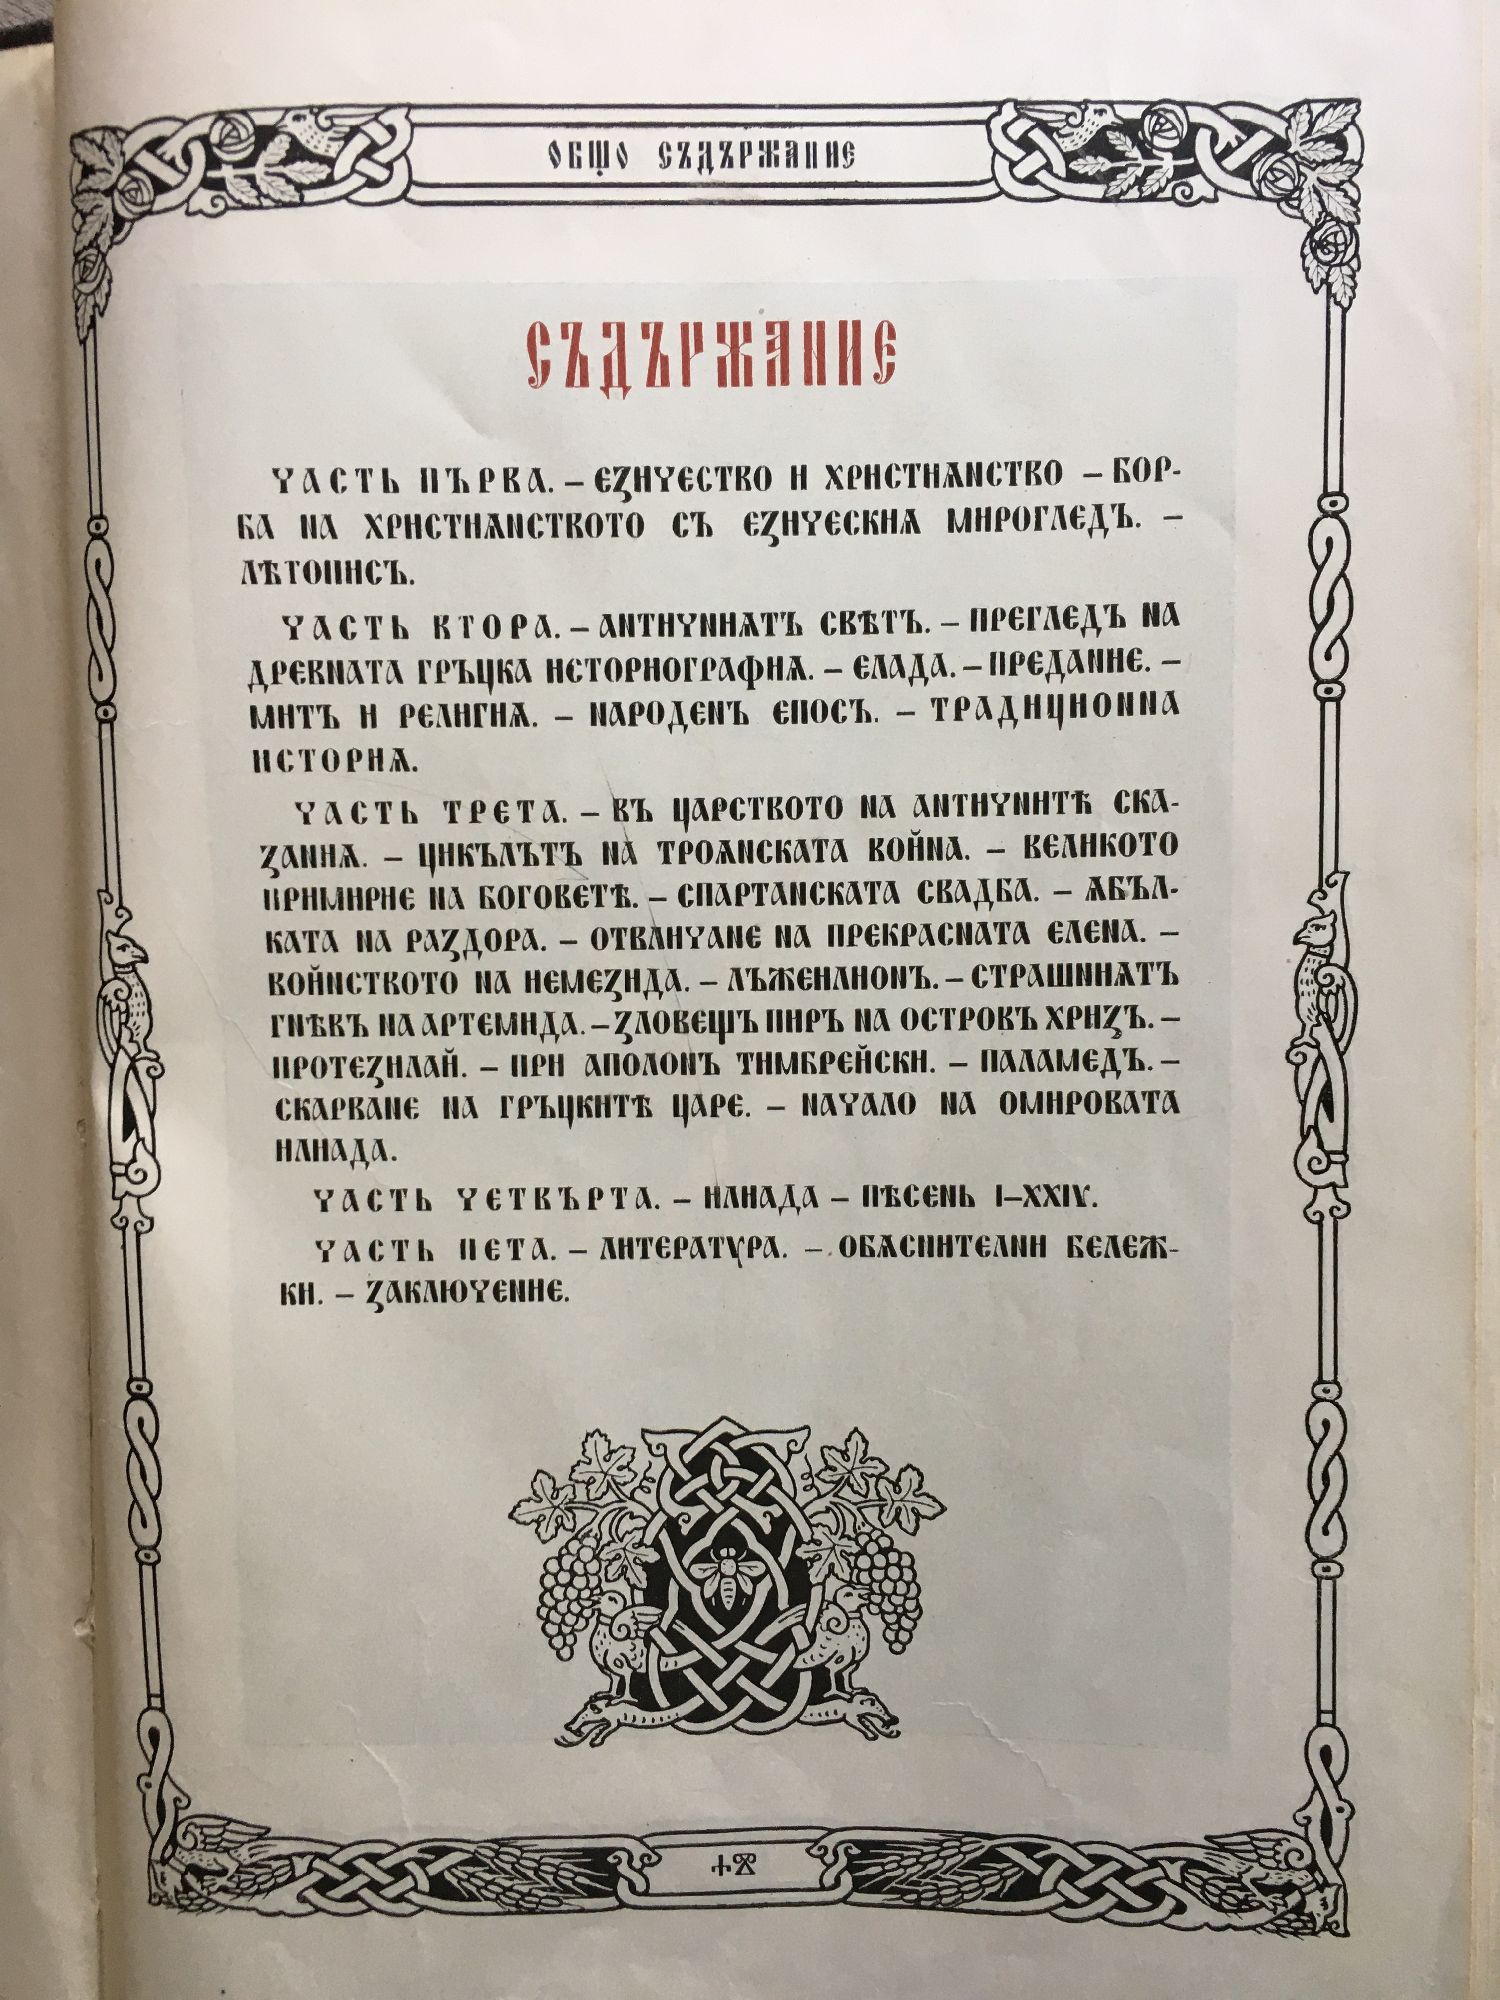 ОБЩО СЪДЪРЖАНИЕ
СЪДЪРЖАНИЕ
ЧАСТЬ ПЪРВА. – ЕЗИЧЕСТВО И ХРИСТИЯНСТВО – БОР-
БА НА ХРИСТИЯНСТВОТО СЪ ЕЗИЧЕСКИЯ МИРОГЛЕДЪ. –
ЛѢТОПИСЪ.
ЧАСТЬ ВТОРА. – АНТИЧНИЯТЪ СВѢТЪ. – ПРЕГЛЕДЪ НА
ДРЕВНАТА ГРЪЦКА ИСТОРИОГРАФИЯ. – ЕЛАДА. – ПРЕДАНИЕ. –
МИТЪ И РЕЛИГИЯ. – НАРОДЕНЪ ЕПОСЪ. – ТРАДИЦИОННА
ИСТОРИЯ.
ЧАСТЬ ТРЕТА. – ВЪ ЦАРСТВОТО НА АНТИЧНИТѢ СКА-
ЗАНИЯ. – ЦИКЪЛЪТЪ НА ТРОЯНСКАТА ВОЙНА. – ВЕЛИКОТО
ПРИМИРИЕ НА БОГОВЕТѢ. – СПАРТАНСКАТА СВАДБА. – ЯБЪЛ-
КАТА НА РАЗДОРА. – ОТВЛИЧАНЕ НА ПРЕКРАСНАТА ЕЛЕНА. –
ВОЙНСТВОТО НА НЕМЕЗИДА. – ЛЪЖЕИЛИОНЪ. – СТРАШНИЯТЪ
ГНѢВЪ НА АРТЕМИДА. – ЗЛОВЕЩЪ ПИРЪ НА ОСТРОВЪ ХРИЗЪ. –
ПРОТЕЗИЛАЙ. – ПРИ АПОЛОНЪ ТИМБРЕЙСКИ. – ПАЛАМЕДЪ. –
СКАРВАНЕ НА ГРЪЦКИТѢ ЦАРЕ. – НАЧАЛО НА ОМИРОВАТА
ИЛИАДА.
ЧАСТЬ ЧЕТВЪРТА. – ИЛИАДА – ПѢСЕНЬ I–XXIV.
ЧАСТЬ ПЕТА. – ЛИТЕРАТУРА. – ОБЯСНИТЕЛНИ БЕЛЕЖ-
КИ. – ЗАКЛЮЧЕНИЕ.